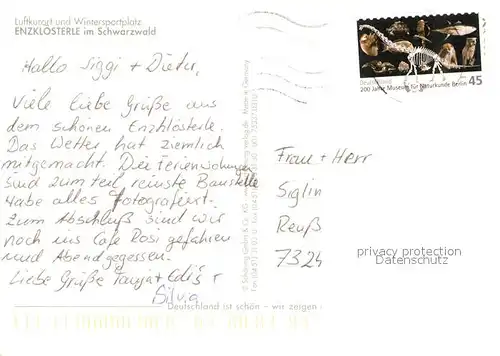 Luftkurort und Wintersportplatz
ENZKLÖSTERLE im Schwarzwald
Hallo Siggi + Dieter,
Viele liebe Grüße aus
dem schönen Enzklösterle.
Das Wetter, hat ziemlich
mitgemacht. Die Ferienwohnungen
sind zum teil reinste Baustelle
Habe alles fotografiert.
Zum Abschluß sind wir
noch ins Cafe Rosi gefahren
und Abendgegessen.
Liebe Grüße Tanja +
Silvia
Deutschland ist schön – wir zeigen
Deutschland
200 Jahre Museum für Naturkunde Berlin 45
Frau + Herr
Siglin
Reuß
7324
privacy protection
Datenschutz